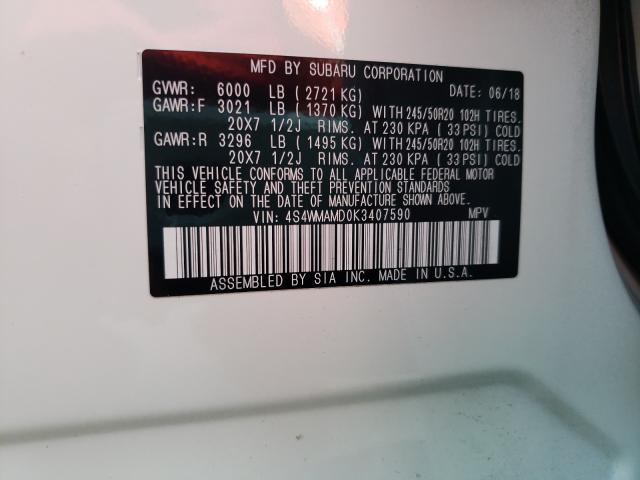 MFD BY SUBARU CORPORATION
GVWR: 6000 LB ( 2721 KG) DATE: 06/18
GAWR:F 3021 LB ( 1370 KG) WITH 245/50R20 102H TIRES.
20X7 1/2J RIMS. AT 230 KPA ( 33 PSI) COLD
GAWR:R 3296 LB ( 1495 KG) WITH 245/50R20 102H TIRES.
20X7 1/2J RIMS. AT 230 KPA ( 33 PSI) COLD
THIS VEHICLE CONFORMS TO ALL APPLICABLE FEDERAL MOTOR
VEHICLE SAFETY AND THEFT PREVENTION STANDARDS IN EFFECT
ON THE DATE OF MANUFACTURE SHOWN ABOVE.
VIN: 4S4WMAMD0K3407590 MPV
ASSEMBLED BY SIA INC. MADE IN U.S.A.